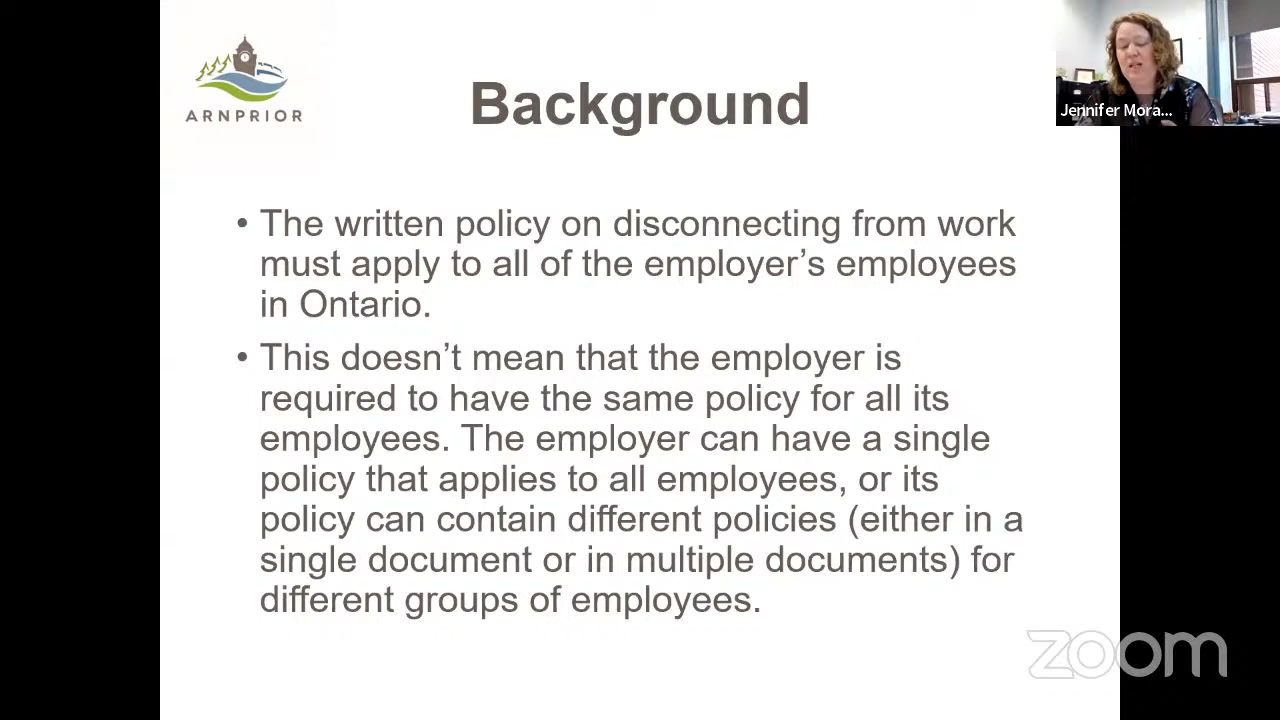 ARNPRIOR
Background
Jennifer Mora...
• The written policy on disconnecting from work
must apply to all of the employer’s employees
in Ontario.
• This doesn’t mean that the employer is
required to have the same policy for all its
employees. The employer can have a single
policy that applies to all employees, or its
policy can contain different policies (either in a
single document or in multiple documents) for
different groups of employees.
zoom